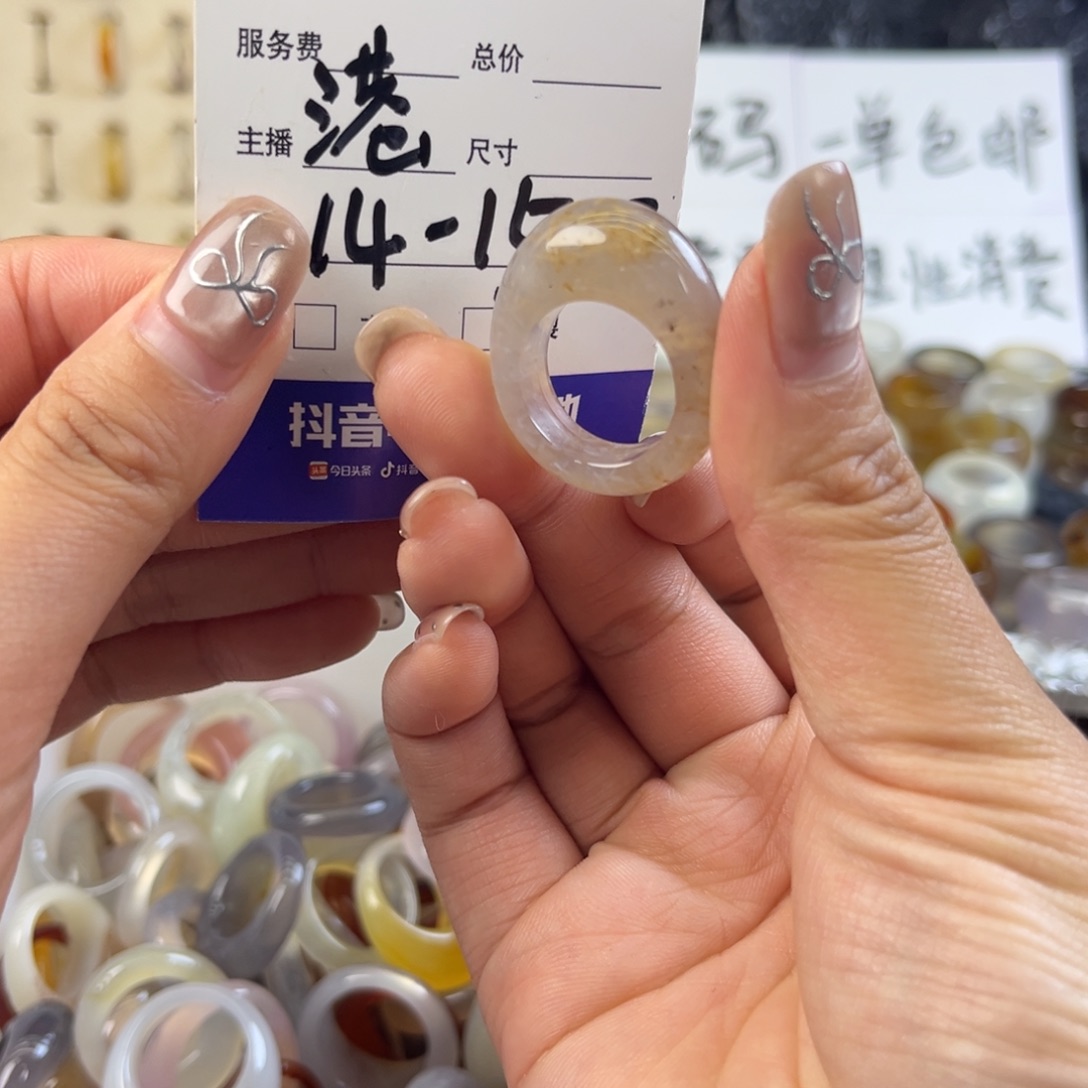 服务费 总价
主播 港 尺寸
14-15
抖音
今日头条 抖音
码 一单包邮
理性消费